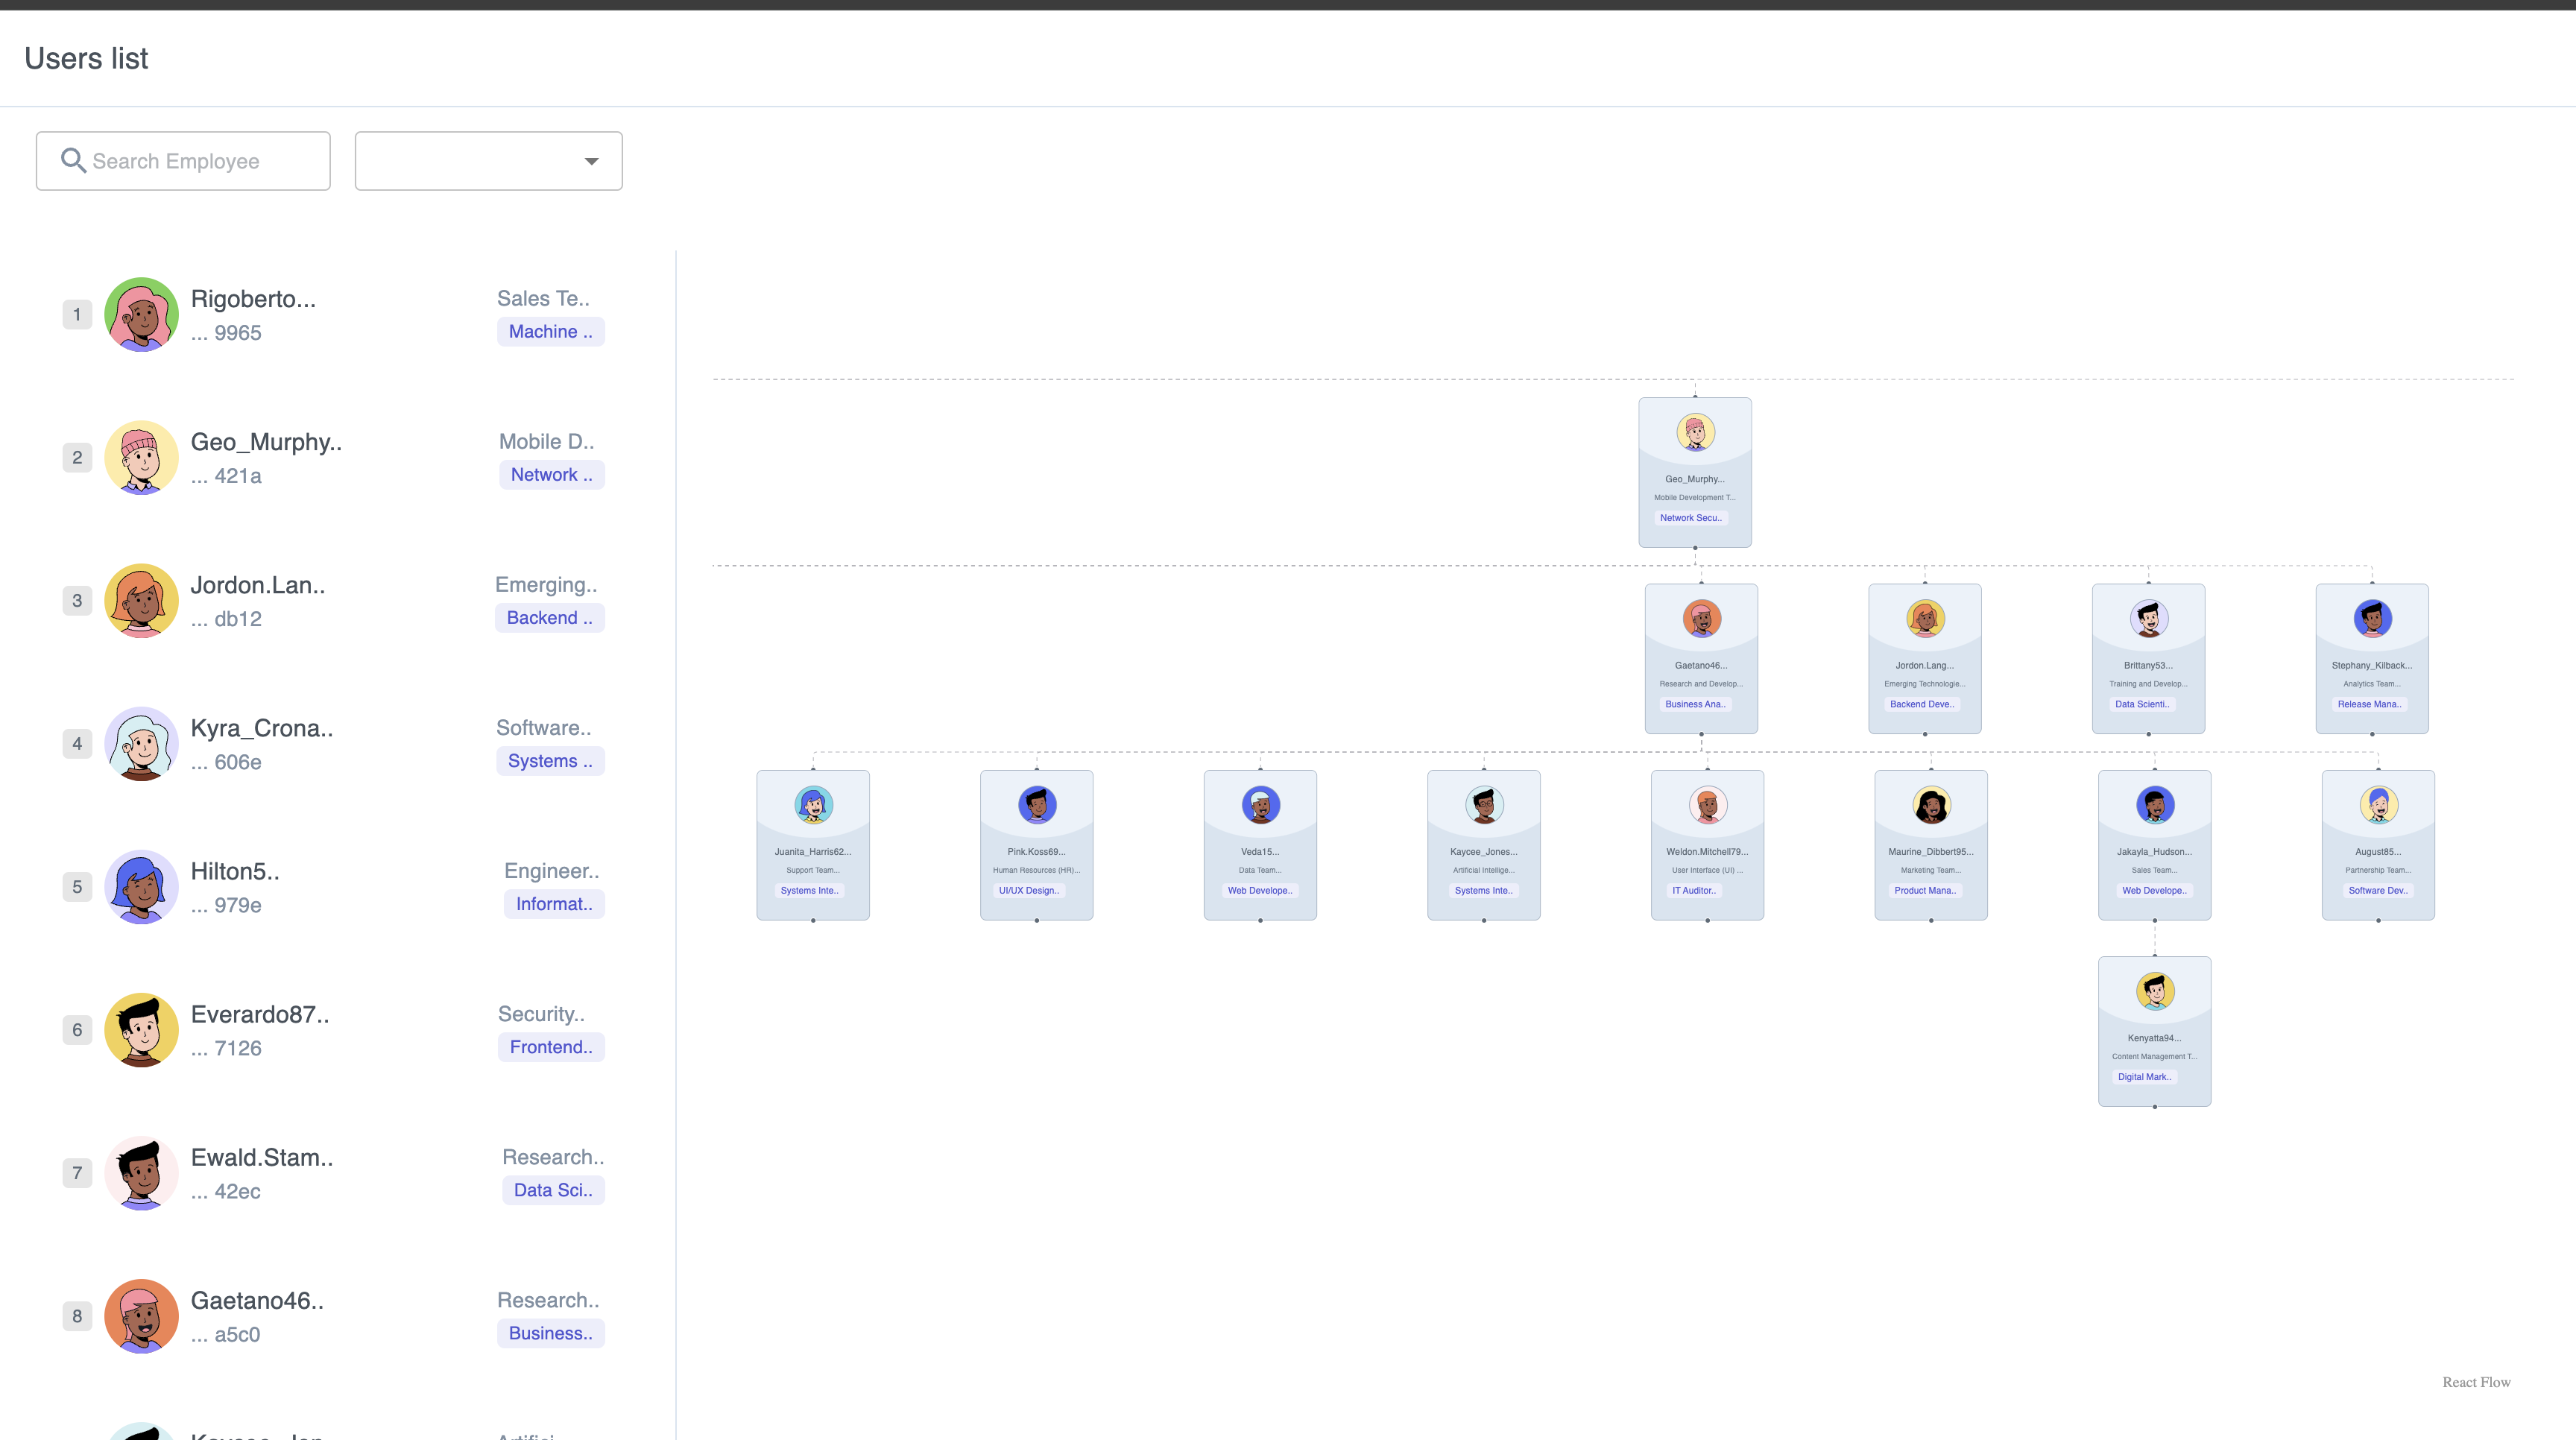 Users list
Search Employee
1
Rigoberto...
... 9965
Sales Te..
Machine ..
2
Geo_Murphy..
... 421a
Mobile D..
Network ..
3
Jordon.Lan..
... db12
Emerging..
Backend ..
4
Kyra_Crona..
... 606e
Software..
Systems ..
5
Hilton5..
... 979e
Engineer..
Informat..
6
Everardo87..
... 7126
Security..
Frontend..
7
Ewald.Stam..
... 42ec
Research..
Data Sci..
8
Gaetano46..
... a5c0
Research..
Business..
Geo_Murphy...
Mobile Development T...
Network Secu..
Gaetano46...
Research and Develop...
Business Ana..
Jordon.Lang...
Emerging Technologie...
Backend Deve..
Brittany53...
Training and Develop...
Data Scienti..
Stephany_Kilback...
Analytics Team...
Release Mana..
Juanita_Harris62...
Support Team...
Systems Inte..
Pink.Koss69...
Human Resources (HR)...
UI/UX Design..
Veda15...
Data Team...
Web Develope..
Kaycee_Jones...
Artificial Intellige...
Systems Inte..
Weldon.Mitchell79...
User Interface (UI) ...
IT Auditor..
Maurine_Dibbert95...
Marketing Team...
Product Mana..
Jakayla_Hudson...
Sales Team...
Web Develope..
August85...
Partnership Team...
Software Dev..
Kenyatta94...
Content Management T...
Digital Mark..
React Flow